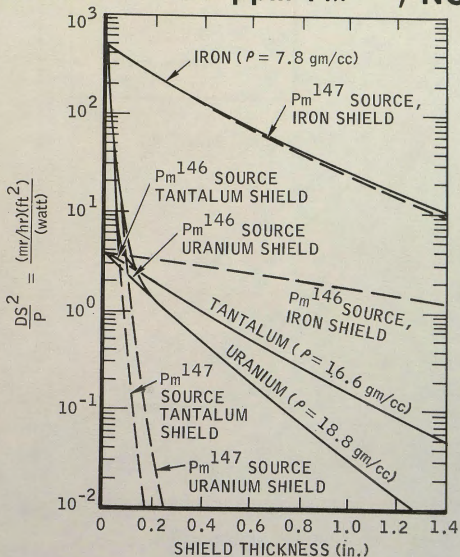 10³
10²
10¹
10⁰
10⁻¹
10⁻²
DS²/P = (mr/hr)(ft²)/(watt)
IRON (ρ = 7.8 gm/cc)
Pm¹⁴⁷ SOURCE,
IRON SHIELD
Pm¹⁴⁶ SOURCE
TANTALUM SHIELD
Pm¹⁴⁶ SOURCE
URANIUM SHIELD
Pm¹⁴⁶ SOURCE,
IRON SHIELD
TANTALUM (ρ = 16.6 gm/cc)
URANIUM (ρ = 18.8 gm/cc)
Pm¹⁴⁷
SOURCE
TANTALUM
SHIELD
Pm¹⁴⁷ SOURCE
URANIUM SHIELD
0 0.2 0.4 0.6 0.8 1.0 1.2 1.4
SHIELD THICKNESS (in.)